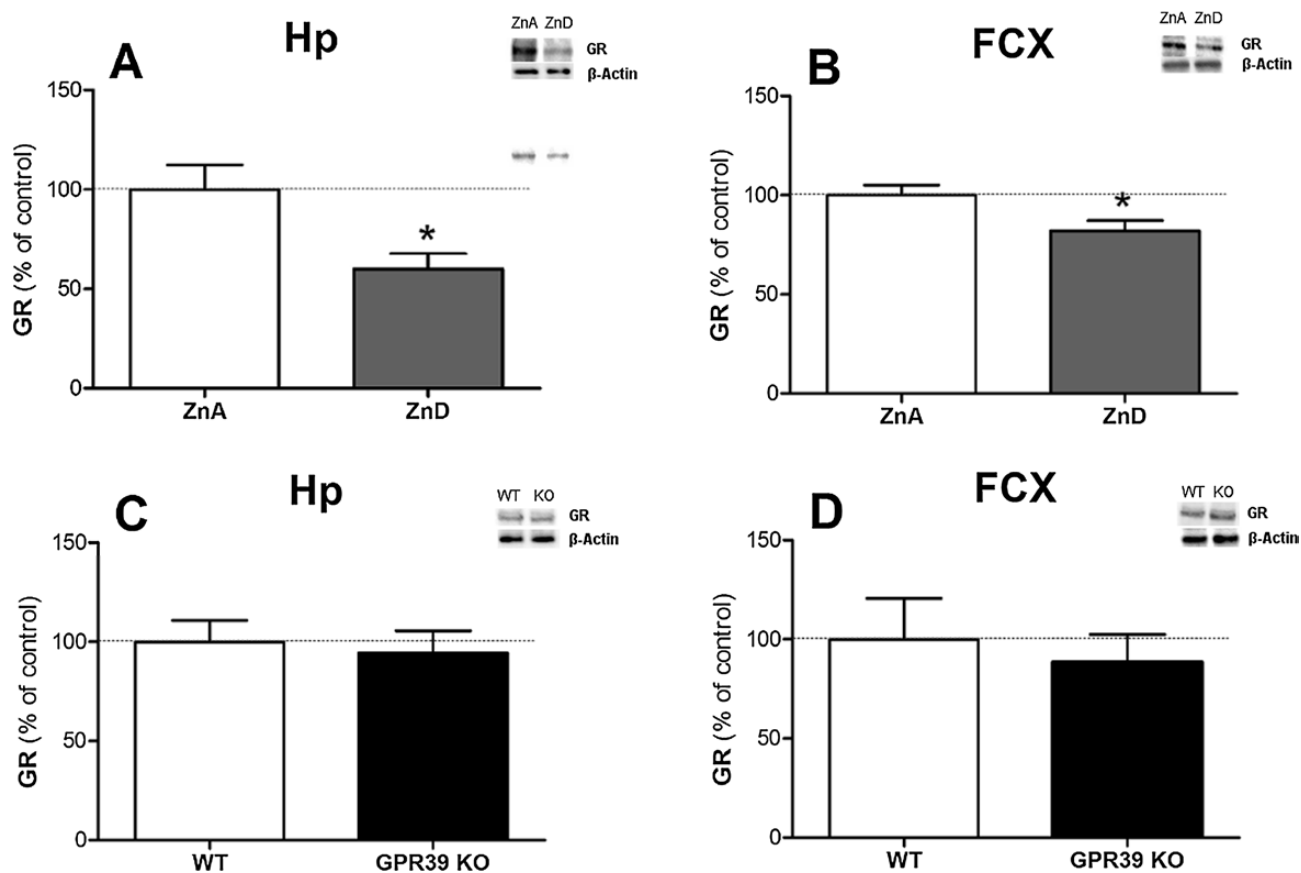 A
Hp
ZnA ZnD
GR
β-Actin
GR (% of control)
150
100
50
0
*
ZnA
ZnD
B
FCX
ZnA ZnD
GR
β-Actin
GR (% of control)
150
100
50
0
*
ZnA
ZnD
C
Hp
WT KO
GR
β-Actin
GR (% of control)
150
100
50
0
WT
GPR39 KO
D
FCX
WT KO
GR
β-Actin
GR (% of control)
150
100
50
0
WT
GPR39 KO